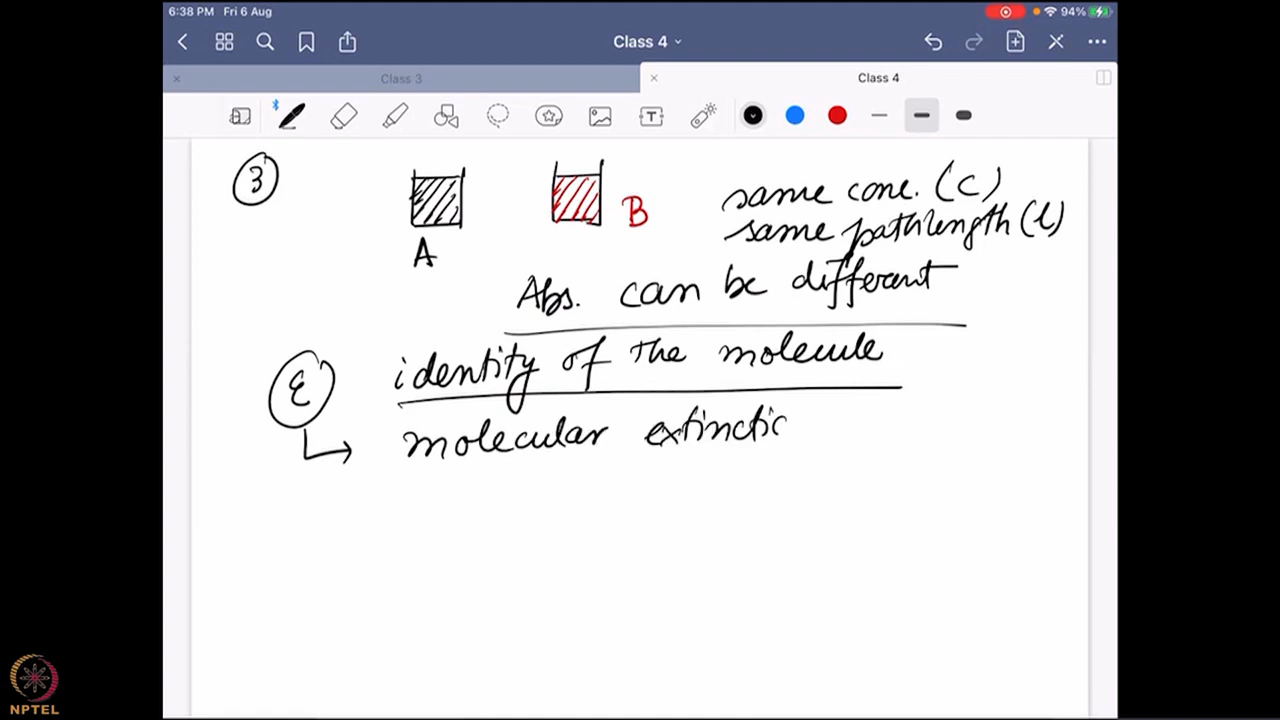 6:38 PM Fri 6 Aug
94%
Class 4
Class 3
Class 4
T
3
same conc. (c)
B
same pathlength (l)
A
Abs. can be different
identity of the molecule
ε
molecular extinctic
NPTEL